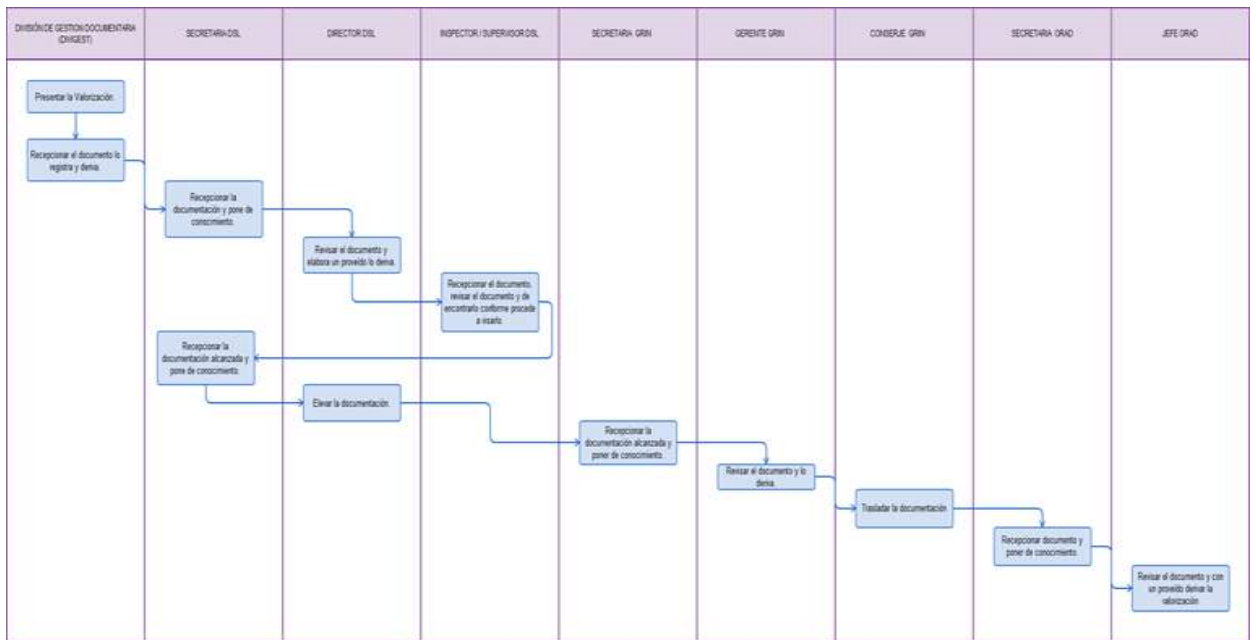 DIVISIÓN DE GESTION DOCUMENTARIA
(DIVIGEST)
SECRETARIA DSL
DIRECTOR DSL
INSPECTOR / SUPERVISOR DSL
SECRETARIA GRIN
GERENTE GRIN
CONSERJE GRIN
SECRETARIA ORAD
JEFE ORAD
Presentar la Valorización.
Recepcionar el documento lo
registra y deriva.
Recepcionar la
documentación y pone de
conocimiento.
Revisar el documento y
elabora un proveído lo deriva.
Recepcionar el documento,
revisar el documento y de
encontrarlo conforme procede
a visarlo.
Recepcionar la
documentación alcanzada y
pone de conocimiento.
Elevar la documentación.
Recepcionar la
documentación alcanzada y
poner de conocimiento.
Revisar el documento y lo
deriva.
Trasladar la documentación
Recepcionar documento y
poner de conocimiento.
Revisar el documento y con
un proveído derivar la
valorización.